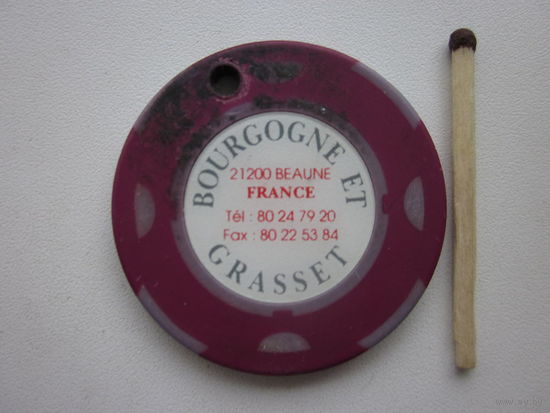 BOURGOGNE ET
21200 BEAUNE
FRANCE
Tél : 80 24 79 20
Fax : 80 22 53 84
GRASSET